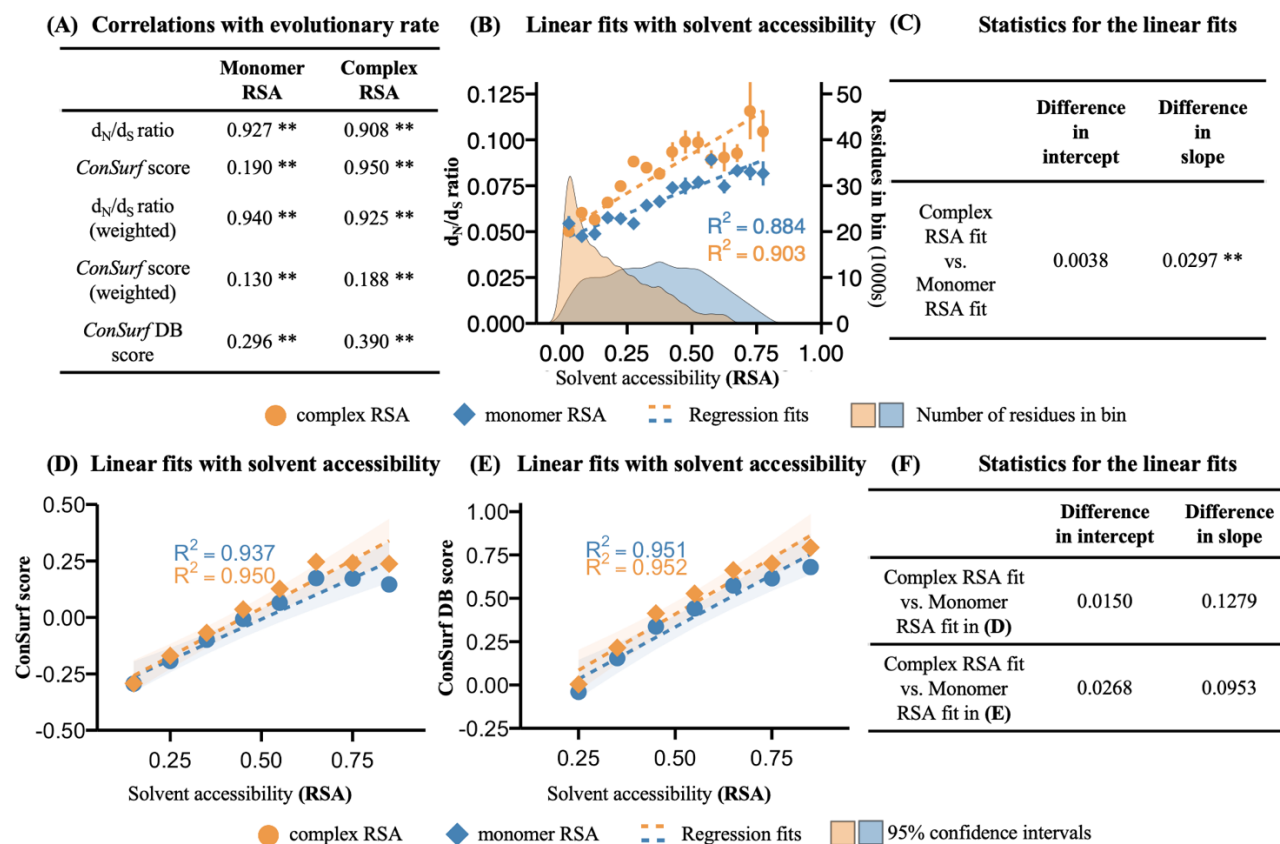 (A) Correlations with evolutionary rate
Monomer RSA Complex RSA
dN/dS ratio 0.927 ** 0.908 **
ConSurf score 0.190 ** 0.950 **
dN/dS ratio (weighted) 0.940 ** 0.925 **
ConSurf score (weighted) 0.130 ** 0.188 **
ConSurf DB score 0.296 ** 0.390 **
(B) Linear fits with solvent accessibility
dN/dS ratio
0.125
0.100
0.075
0.050
0.025
0.000
R² = 0.884
R² = 0.903
50
40
30
20
10
0
Residues in bin (1000s)
0.00 0.25 0.50 0.75 1.00
Solvent accessibility (RSA)
(C) Statistics for the linear fits
Difference in intercept Difference in slope
Complex RSA fit vs. Monomer RSA fit 0.0038 0.0297 **
complex RSA monomer RSA Regression fits Number of residues in bin
(D) Linear fits with solvent accessibility
ConSurf score
0.50
0.25
0.00
-0.25
-0.50
R² = 0.937
R² = 0.950
0.25 0.50 0.75
Solvent accessibility (RSA)
(E) Linear fits with solvent accessibility
ConSurf DB score
1.00
0.75
0.50
0.25
0.00
-0.25
R² = 0.951
R² = 0.952
0.25 0.50 0.75
Solvent accessibility (RSA)
(F) Statistics for the linear fits
Difference in intercept Difference in slope
Complex RSA fit vs. Monomer RSA fit in (D) 0.0150 0.1279
Complex RSA fit vs. Monomer RSA fit in (E) 0.0268 0.0953
complex RSA monomer RSA Regression fits 95% confidence intervals